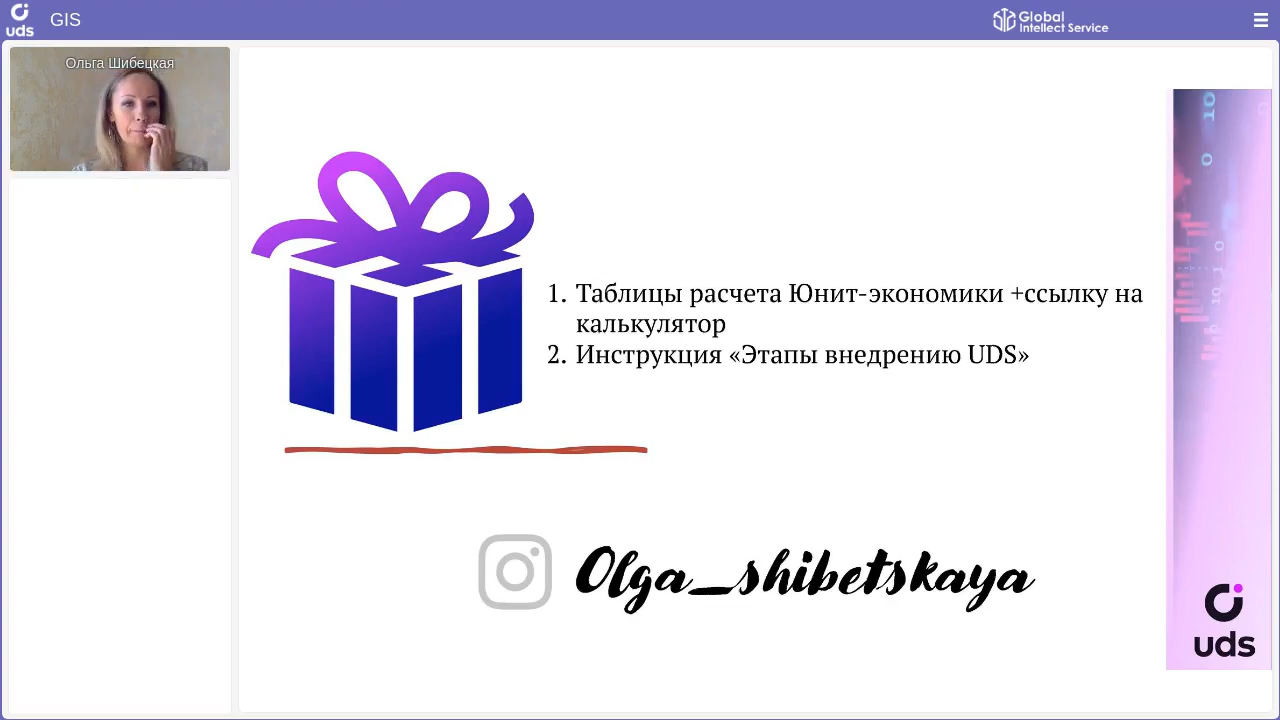 uds
GIS
Global
Intellect Service
Ольга Шибецкая
1. Таблицы расчета Юнит-экономики +ссылку на
калькулятор
2. Инструкция «Этапы внедрению UDS»
Olga_shibetskaya
uds